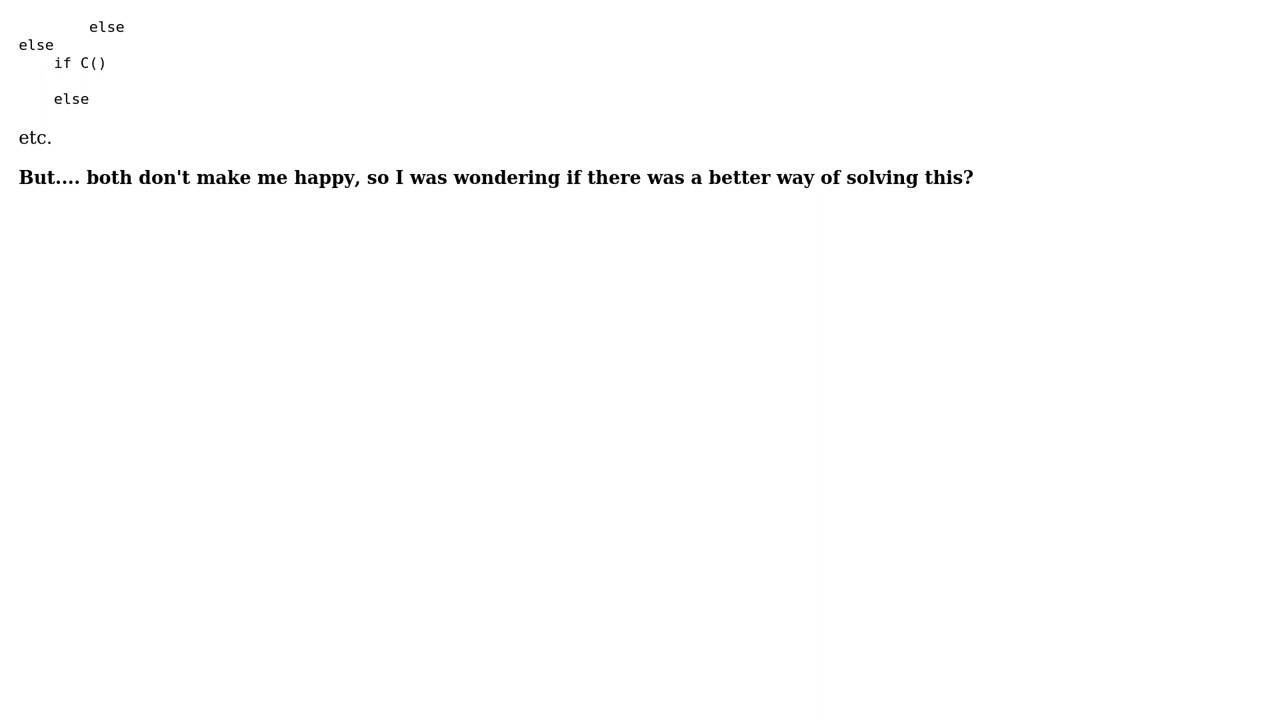 else
else
    if C()
    else
etc.
But.... both don't make me happy, so I was wondering if there was a better way of solving this?